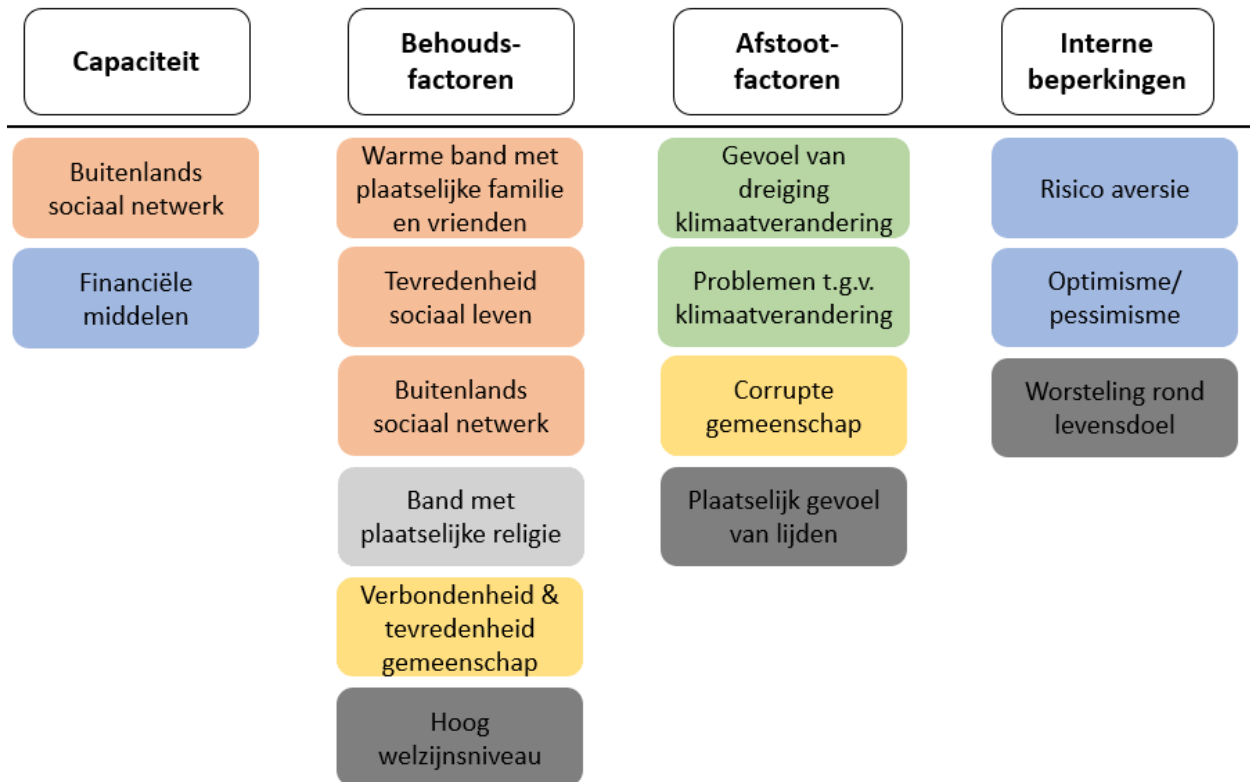 Capaciteit
Behouds-
factoren
Afstoot-
factoren
Interne
beperkingen
Buitenlands
sociaal netwerk
Financiële
middelen
Warme band met
plaatselijke familie
en vrienden
Tevredenheid
sociaal leven
Buitenlands
sociaal netwerk
Band met
plaatselijke religie
Verbondenheid &
tevredenheid
gemeenschap
Hoog
welzijnsniveau
Gevoel van
dreiging
klimaatverandering
Problemen t.g.v.
klimaatverandering
Corrupte
gemeenschap
Plaatselijk gevoel
van lijden
Risico aversie
Optimisme/
pessimisme
Worsteling rond
levensdoel